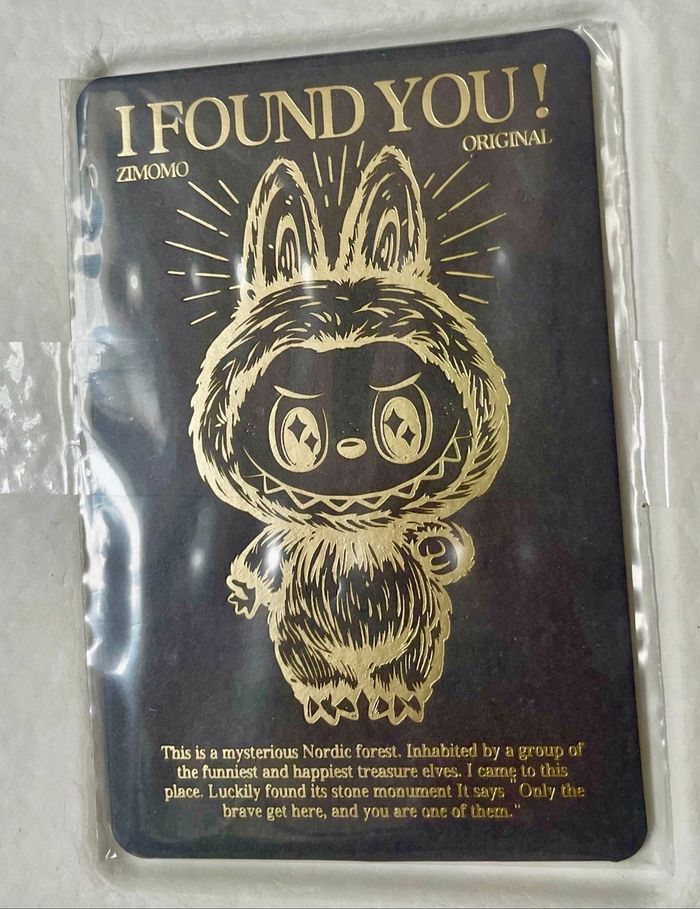 I FOUND YOU !
ZIMOMO
ORIGINAL
This is a mysterious Nordic forest. Inhabited by a group of
the funniest and happiest treasure elves. I came to this
place. Luckily found its stone monument It says "Only the
brave get here, and you are one of them."